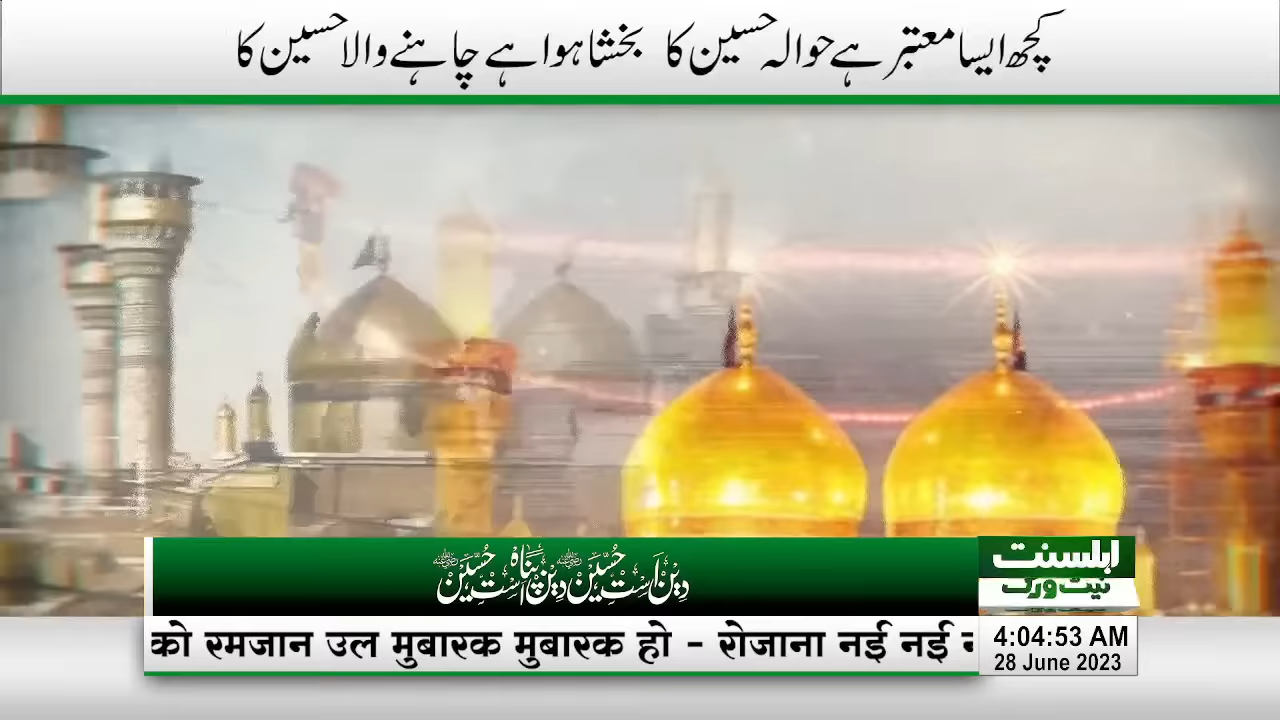 کچھ ایسا معتبر ہے حوالہ حسین کا بخشا ہوا ہے چاہنے والا حسین کا
دین است حسین دین پناہ است حسین
اہلسنت
نیٹ ورک
को रमजान उल मुबारक मुबारक हो - रोजाना नई नई
4:04:53 AM
28 June 2023